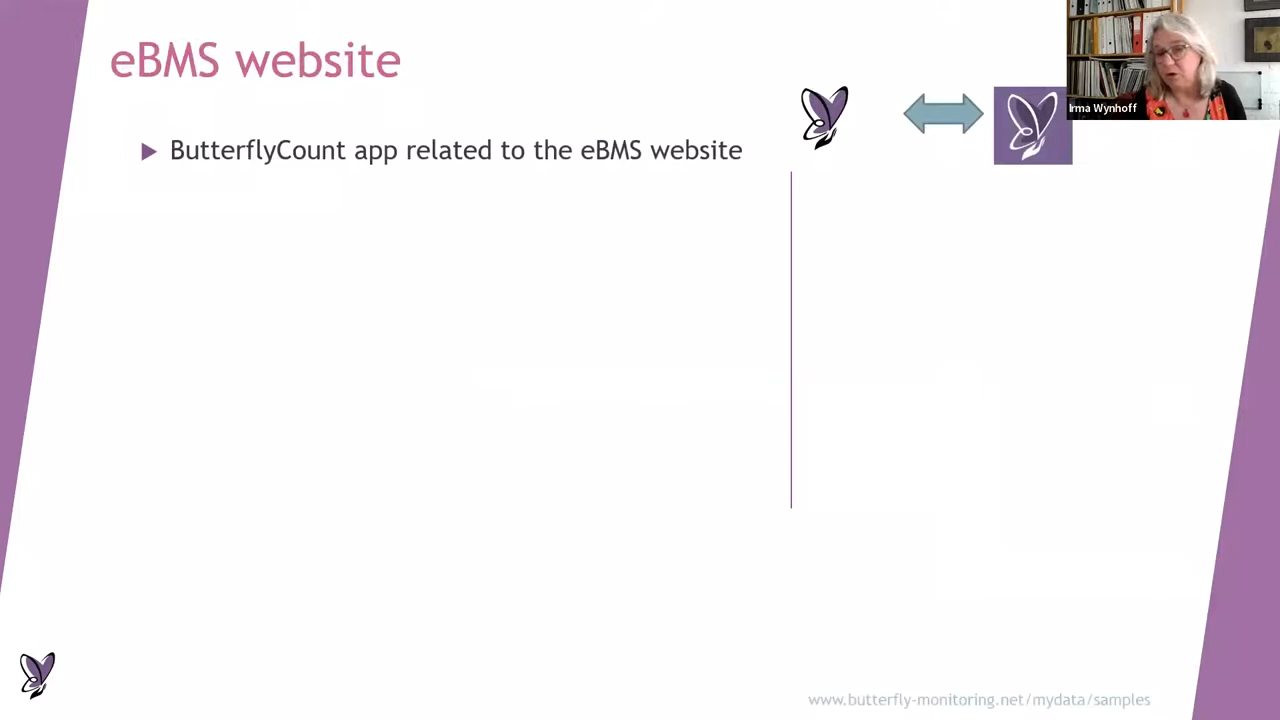 eBMS website
ButterflyCount app related to the eBMS website
Irma Wynhoff
www.butterfly-monitoring.net/mydata/samples